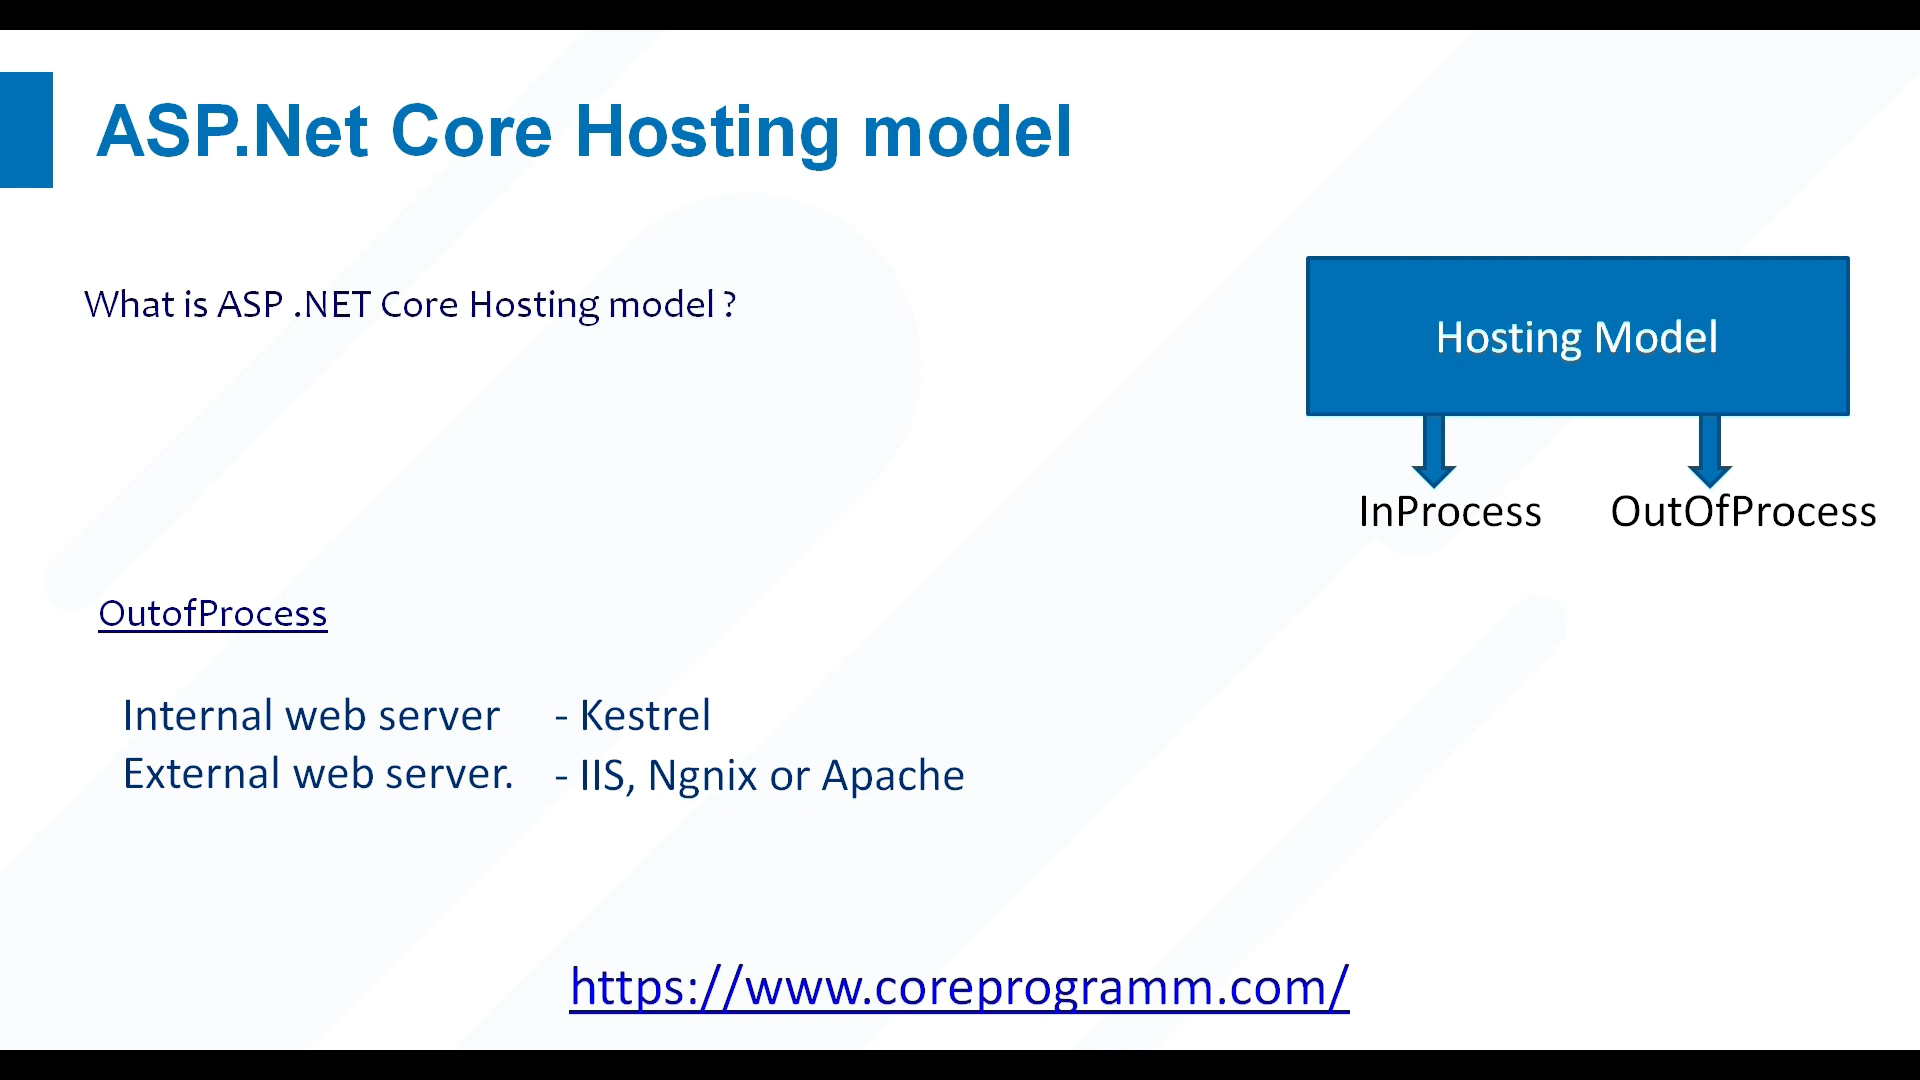 ASP.Net Core Hosting model
What is ASP .NET Core Hosting model ?
Hosting Model
InProcess
OutOfProcess
OutofProcess
Internal web server - Kestrel
External web server. - IIS, Ngnix or Apache
https://www.coreprogramm.com/